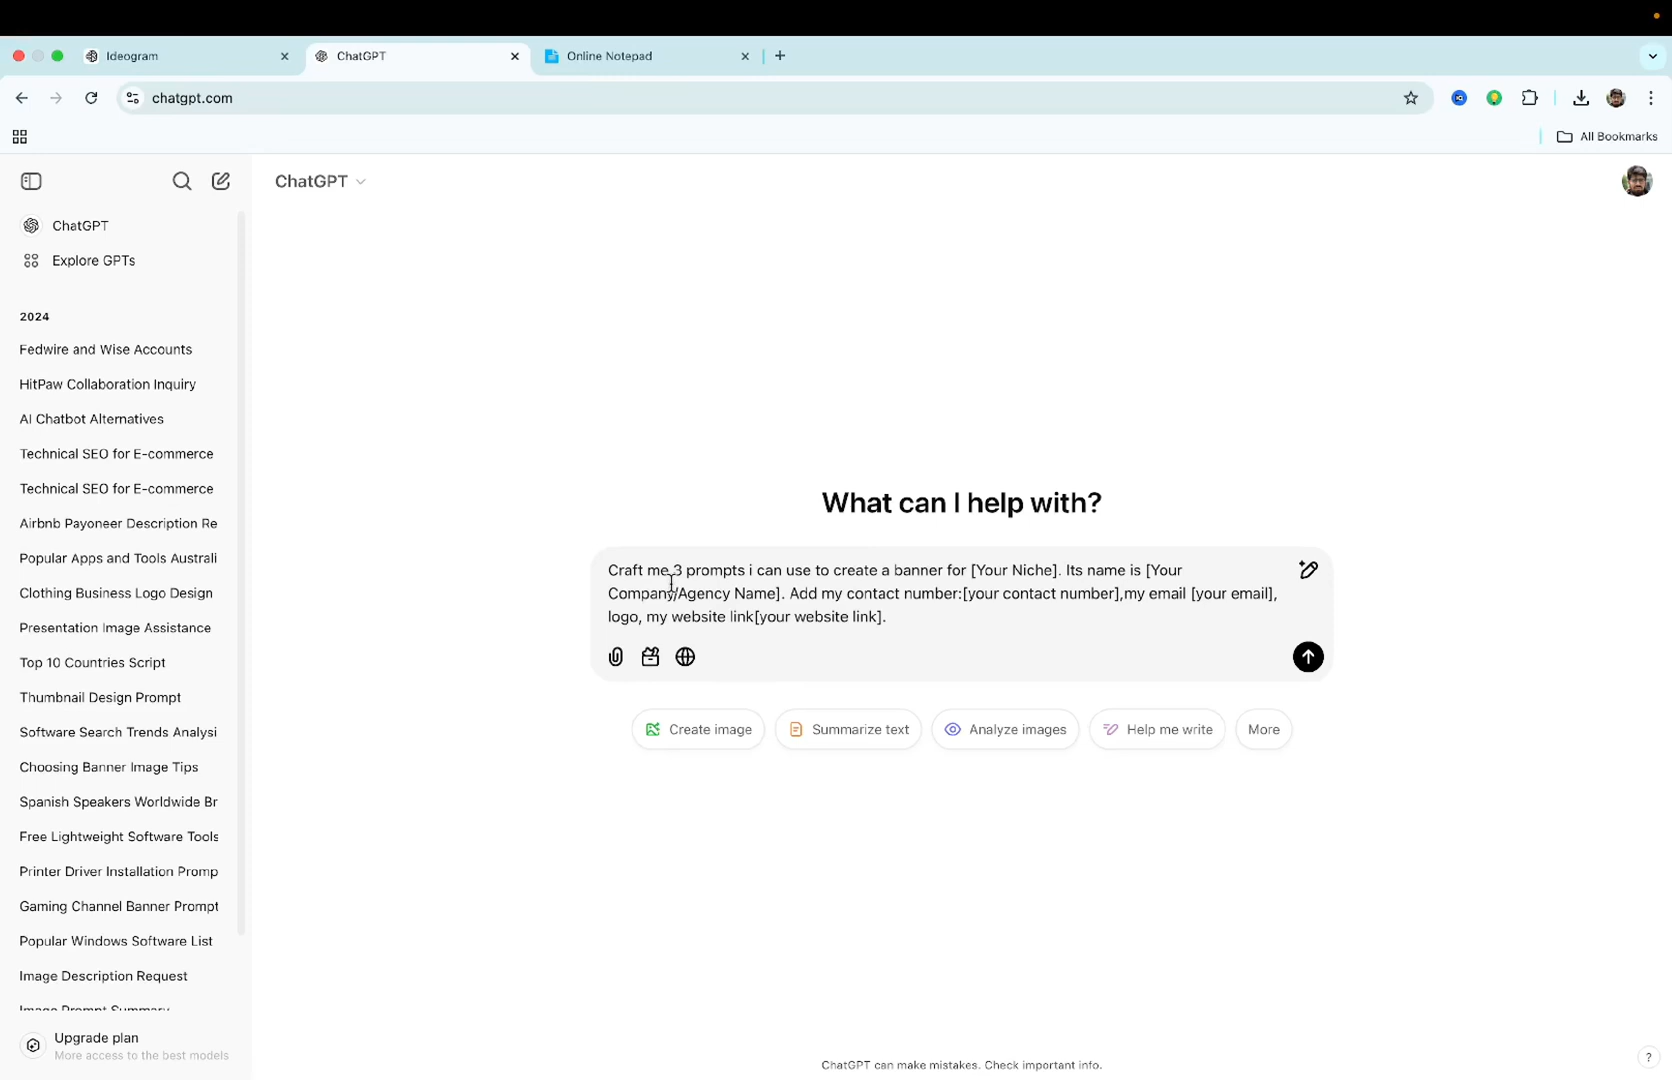 Ideogram
ChatGPT
Online Notepad
chatgpt.com
All Bookmarks
ChatGPT
ChatGPT
Explore GPTs
2024
Fedwire and Wise Accounts
HitPaw Collaboration Inquiry
AI Chatbot Alternatives
Technical SEO for E-commerce
Technical SEO for E-commerce
Airbnb Payoneer Description Re
Popular Apps and Tools Australi
Clothing Business Logo Design
Presentation Image Assistance
Top 10 Countries Script
Thumbnail Design Prompt
Software Search Trends Analysi
Choosing Banner Image Tips
Spanish Speakers Worldwide Br
Free Lightweight Software Tools
Printer Driver Installation Promp
Gaming Channel Banner Prompt
Popular Windows Software List
Image Description Request
Image Prompt Summary
Upgrade plan
More access to the best models
What can I help with?
Craft me 3 prompts i can use to create a banner for [Your Niche]. Its name is [Your
Company/Agency Name]. Add my contact number:[your contact number],my email [your email],
logo, my website link[your website link].
Create image
Summarize text
Analyze images
Help me write
More
ChatGPT can make mistakes. Check important info.
?